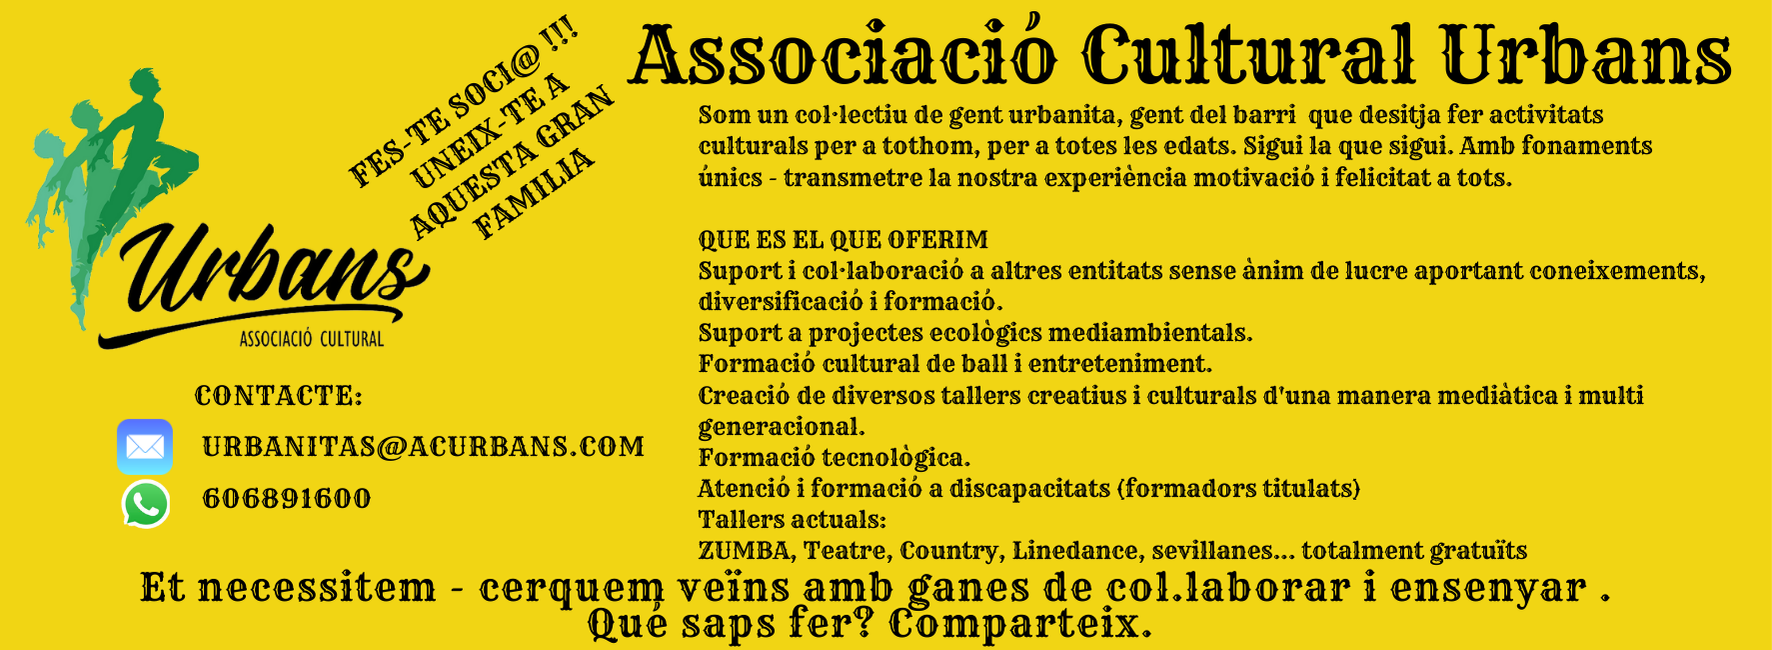 Associació Cultural Urbans
FES-TE SOCI@ !!!
UNEIX-TE A
AQUESTA GRAN
FAMILIA
Urbans
ASSOCIACIÓ CULTURAL
Som un col·lectiu de gent urbanita, gent del barri que desitja fer activitats
culturals per a tothom, per a totes les edats. Sigui la que sigui. Amb fonaments
únics - transmetre la nostra experiència motivació i felicitat a tots.
QUE ES EL QUE OFERIM
Suport i col·laboració a altres entitats sense ànim de lucre aportant coneixements,
diversificació i formació.
Suport a projectes ecològics mediambientals.
Formació cultural de ball i entreteniment.
Creació de diversos tallers creatius i culturals d'una manera mediàtica i multi
generacional.
Formació tecnològica.
Atenció i formació a discapacitats (formadors titulats)
Tallers actuals:
ZUMBA, Teatre, Country, Linedance, sevillanes... totalment gratuïts
CONTACTE:
URBANITAS@ACURBANS.COM
606891600
Et necessitem - cerquem veïns amb ganes de col.laborar i ensenyar .
Qué saps fer? Comparteix.